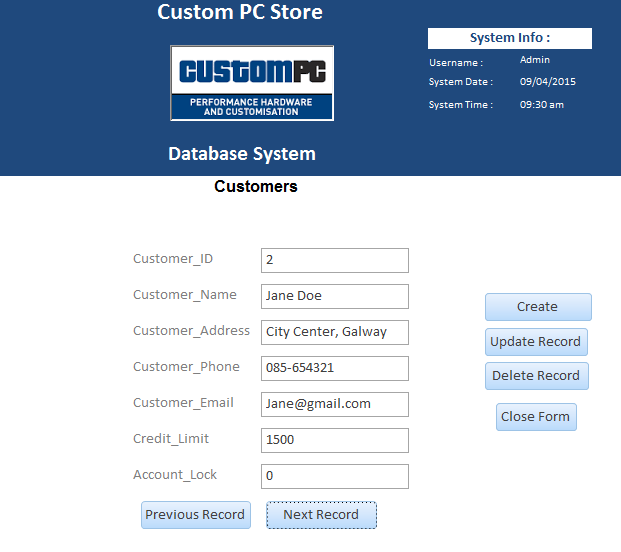 Custom PC Store
System Info :
Username : Admin
System Date : 09/04/2015
System Time : 09:30 am
CUSTOMPC
PERFORMANCE HARDWARE
AND CUSTOMISATION
Database System
Customers
Customer_ID 2
Customer_Name Jane Doe
Customer_Address City Center, Galway
Customer_Phone 085-654321
Customer_Email Jane@gmail.com
Credit_Limit 1500
Account_Lock 0
Create
Update Record
Delete Record
Close Form
Previous Record Next Record